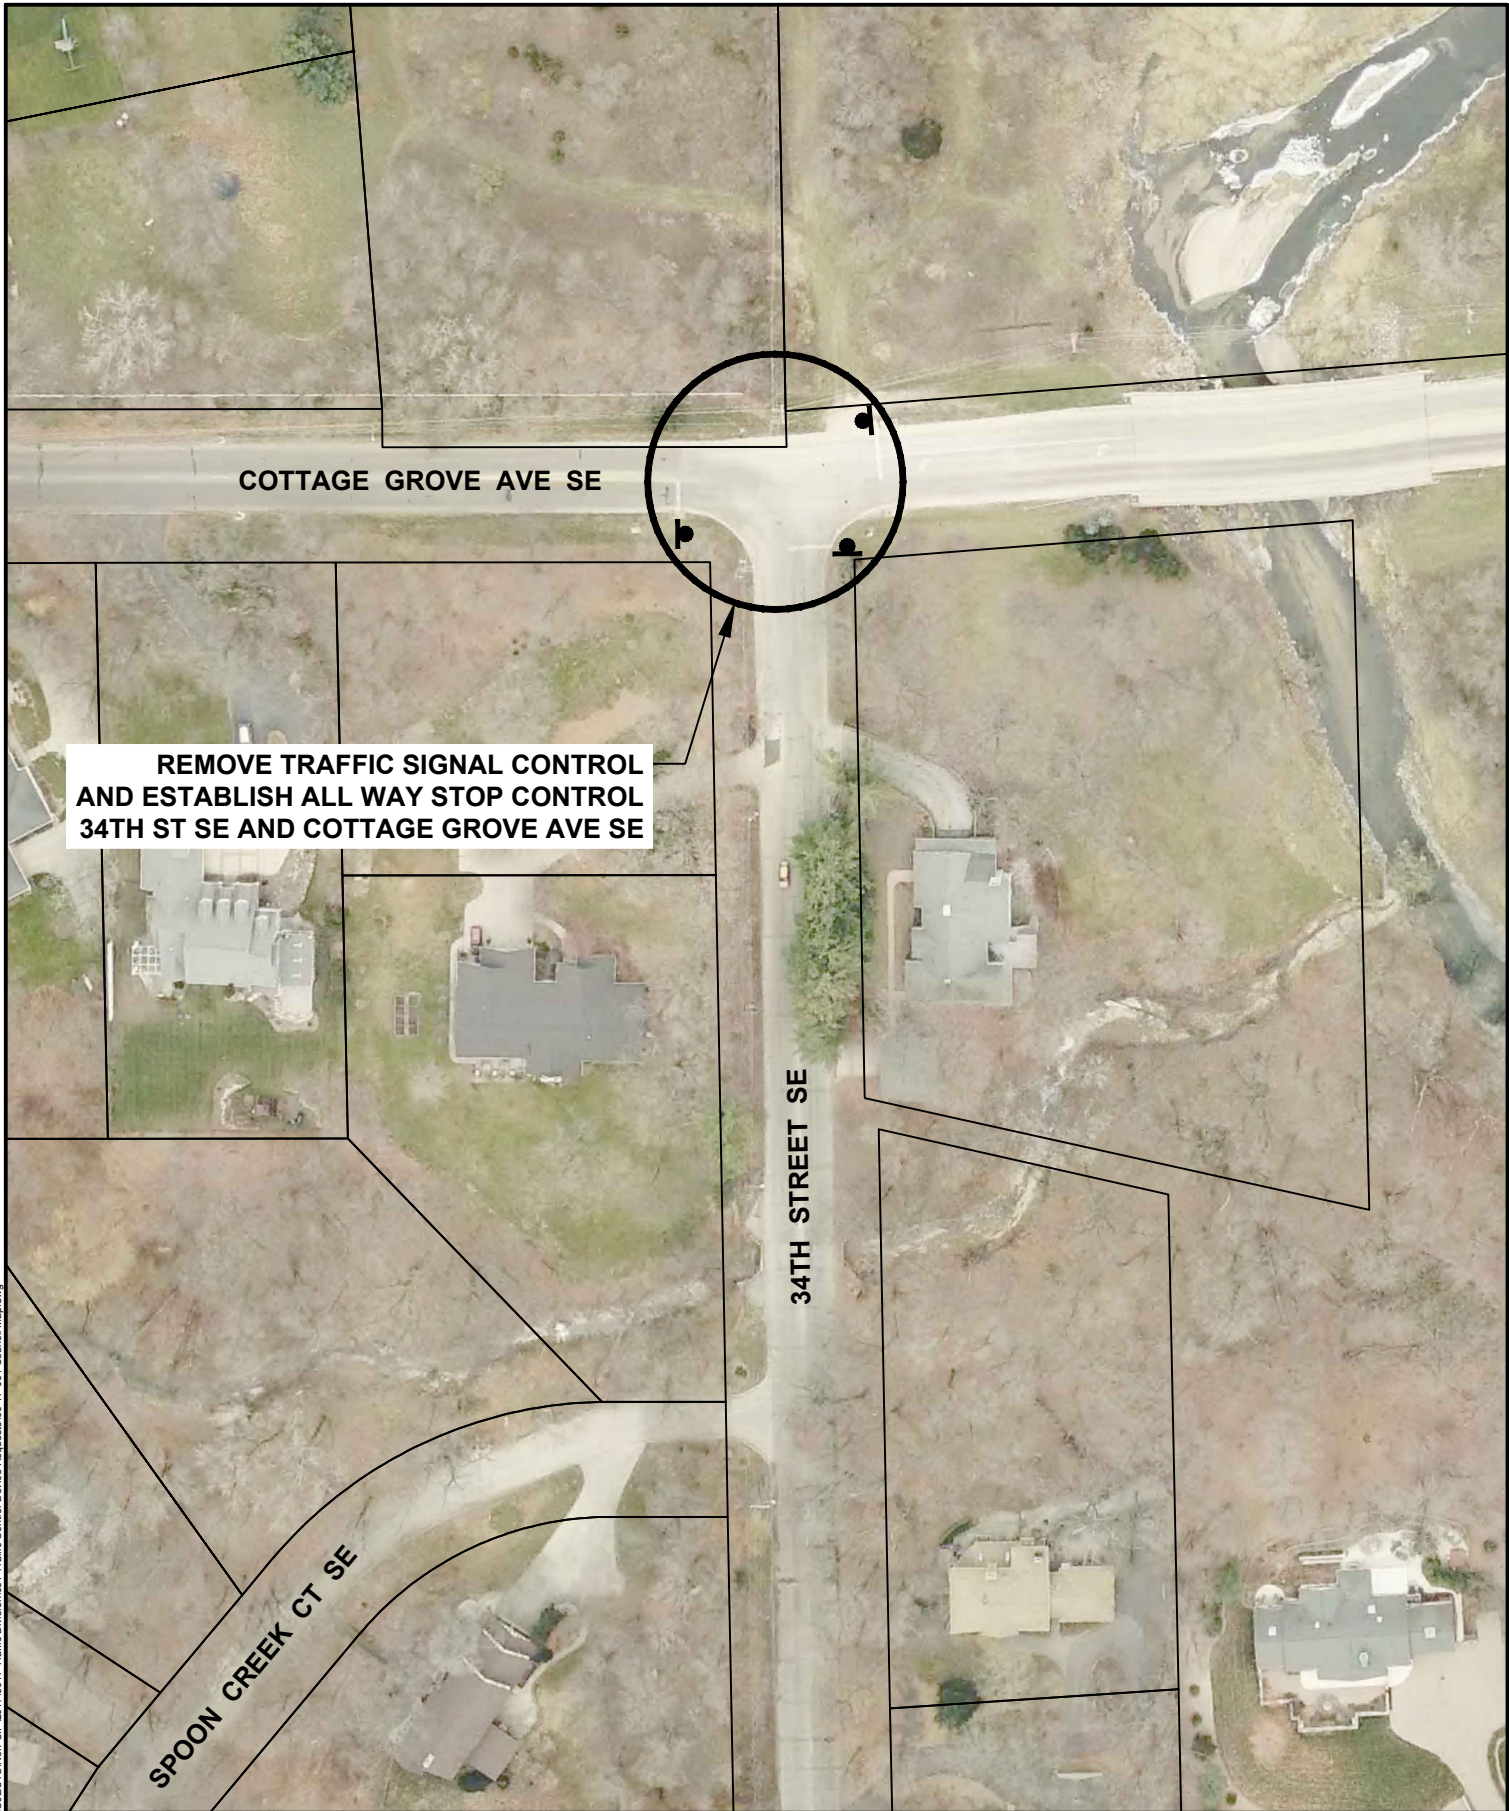 COTTAGE GROVE AVE SE
REMOVE TRAFFIC SIGNAL CONTROL
AND ESTABLISH ALL WAY STOP CONTROL
34TH ST SE AND COTTAGE GROVE AVE SE
34TH STREET SE
SPOON CREEK CT SE